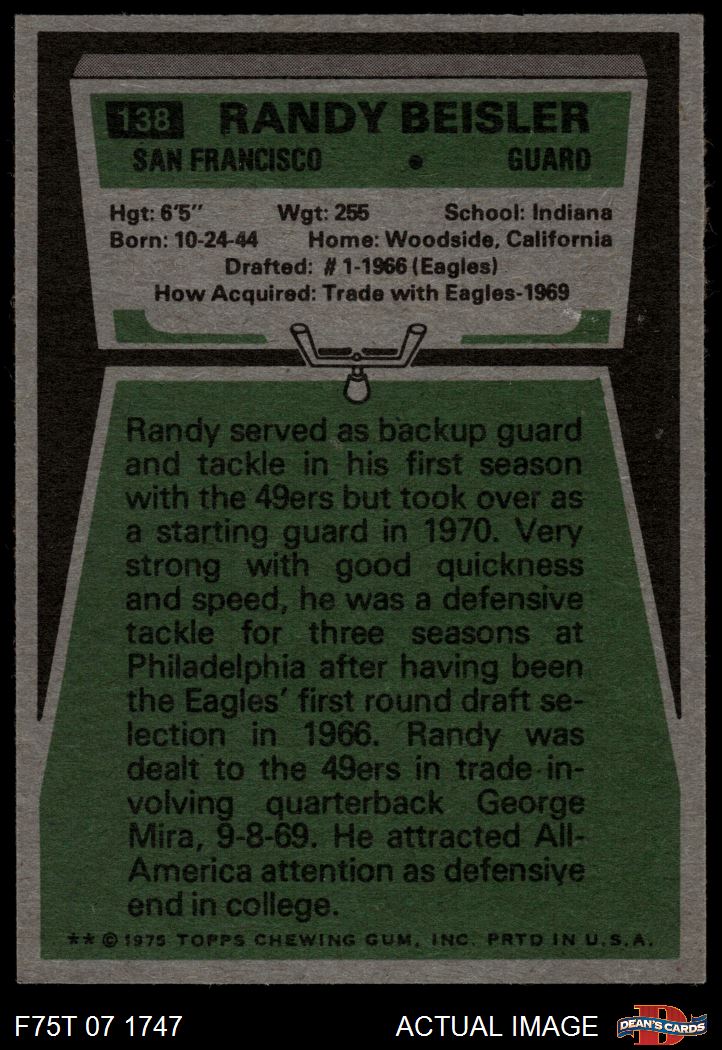 138 RANDY BEISLER
SAN FRANCISCO • GUARD
Hgt: 6'5" Wgt: 255 School: Indiana
Born: 10-24-44 Home: Woodside, California
Drafted: # 1-1966 (Eagles)
How Acquired: Trade with Eagles-1969
Randy served as backup guard
and tackle in his first season
with the 49ers but took over as
a starting guard in 1970. Very
strong with good quickness
and speed, he was a defensive
tackle for three seasons at
Philadelphia after having been
the Eagles' first round draft se-
lection in 1966. Randy was
dealt to the 49ers in trade in-
volving quarterback George
Mira, 9-8-69. He attracted All-
America attention as defensive
end in college.
** © 1975 TOPPS CHEWING GUM, INC. PRTD IN U.S.A.
F75T 07 1747 ACTUAL IMAGE D DEAN'S CARDS